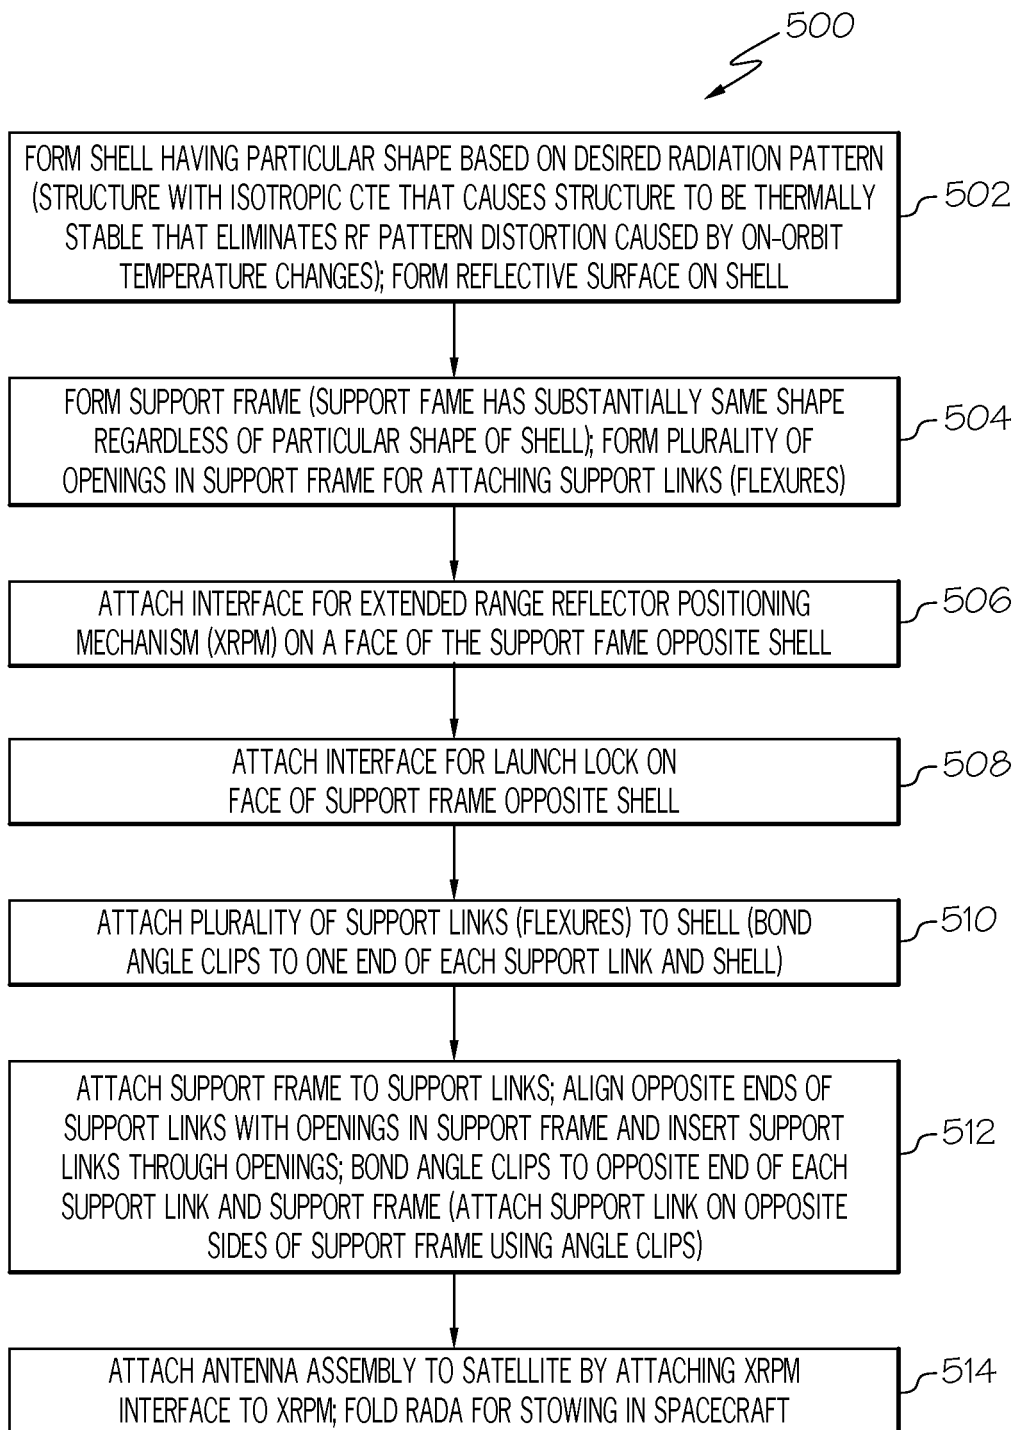 500
FORM SHELL HAVING PARTICULAR SHAPE BASED ON DESIRED RADIATION PATTERN
(STRUCTURE WITH ISOTROPIC CTE THAT CAUSES STRUCTURE TO BE THERMALLY
STABLE THAT ELIMINATES RF PATTERN DISTORTION CAUSED BY ON-ORBIT
TEMPERATURE CHANGES); FORM REFLECTIVE SURFACE ON SHELL
502
FORM SUPPORT FRAME (SUPPORT FAME HAS SUBSTANTIALLY SAME SHAPE
REGARDLESS OF PARTICULAR SHAPE OF SHELL); FORM PLURALITY OF
OPENINGS IN SUPPORT FRAME FOR ATTACHING SUPPORT LINKS (FLEXURES)
504
ATTACH INTERFACE FOR EXTENDED RANGE REFLECTOR POSITIONING
MECHANISM (XRPM) ON A FACE OF THE SUPPORT FAME OPPOSITE SHELL
506
ATTACH INTERFACE FOR LAUNCH LOCK ON
FACE OF SUPPORT FRAME OPPOSITE SHELL
508
ATTACH PLURALITY OF SUPPORT LINKS (FLEXURES) TO SHELL (BOND
ANGLE CLIPS TO ONE END OF EACH SUPPORT LINK AND SHELL)
510
ATTACH SUPPORT FRAME TO SUPPORT LINKS; ALIGN OPPOSITE ENDS OF
SUPPORT LINKS WITH OPENINGS IN SUPPORT FRAME AND INSERT SUPPORT
LINKS THROUGH OPENINGS; BOND ANGLE CLIPS TO OPPOSITE END OF EACH
SUPPORT LINK AND SUPPORT FRAME (ATTACH SUPPORT LINK ON OPPOSITE
SIDES OF SUPPORT FRAME USING ANGLE CLIPS)
512
ATTACH ANTENNA ASSEMBLY TO SATELLITE BY ATTACHING XRPM
INTERFACE TO XRPM; FOLD RADA FOR STOWING IN SPACECRAFT
514